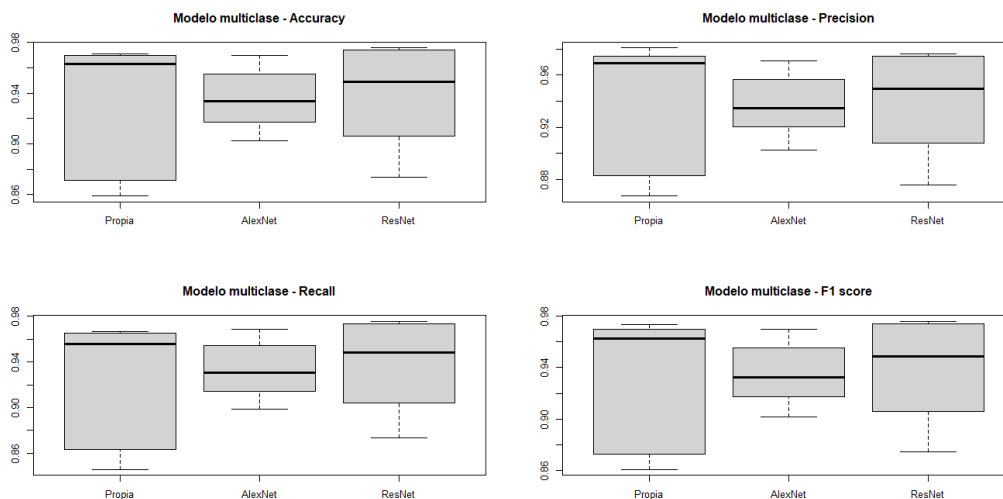 Modelo multiclase - Accuracy
0.98
0.94
0.90
0.86
Propia AlexNet ResNet
Modelo multiclase - Precision
0.96
0.92
0.88
Propia AlexNet ResNet
Modelo multiclase - Recall
0.98
0.94
0.90
0.86
Propia AlexNet ResNet
Modelo multiclase - F1 score
0.98
0.94
0.90
0.86
Propia AlexNet ResNet